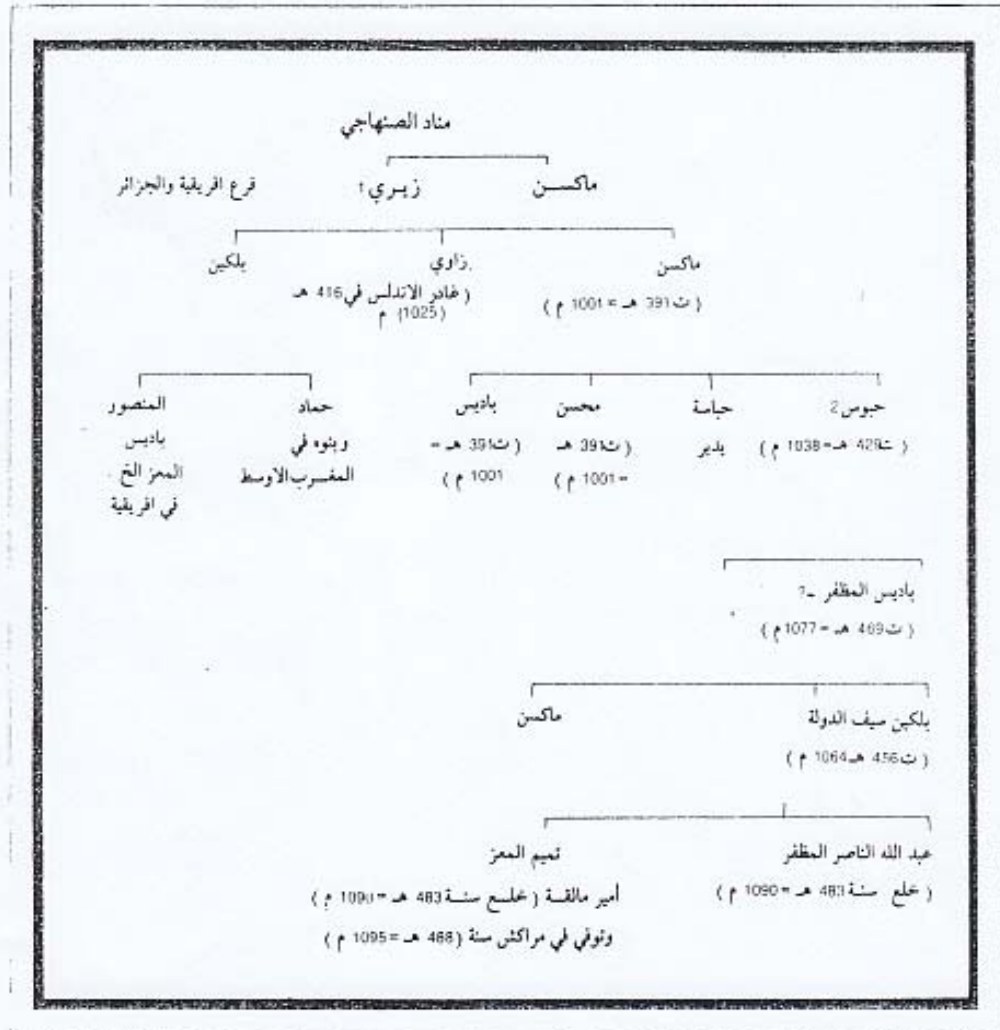 مناد الصنهاجي
ماكسن زيري 1 فرع افريقية والجزائر
ماكسن زاوي بلكين
( ت 391 هـ = 1001 م ) ( غادر الاندلس في 416 هـ
( 1025 ) م
حبوس 2 حباسة محسن باديس حماد المنصور
( ت 429 هـ = 1038 م ) يدير ( ت 391 هـ ( ت 391 هـ = وبنوه في باديس
= 1001 م ) 1001 م ) المغرب الاوسط المعز الخ .
في افريقية
باديس المظفر
( ت 469 هـ = 1077 م )
بلكين سيف الدولة ماكسن
( ت 456 هـ 1064 م )
عبد الله الناصر المظفر تميم المعز
( خلع سنة 483 هـ = 1090 م ) أمير مالقة ( خلع سنة 483 هـ = 1090 م )
وتوفي في مراكش سنة ( 488 هـ = 1095 م )